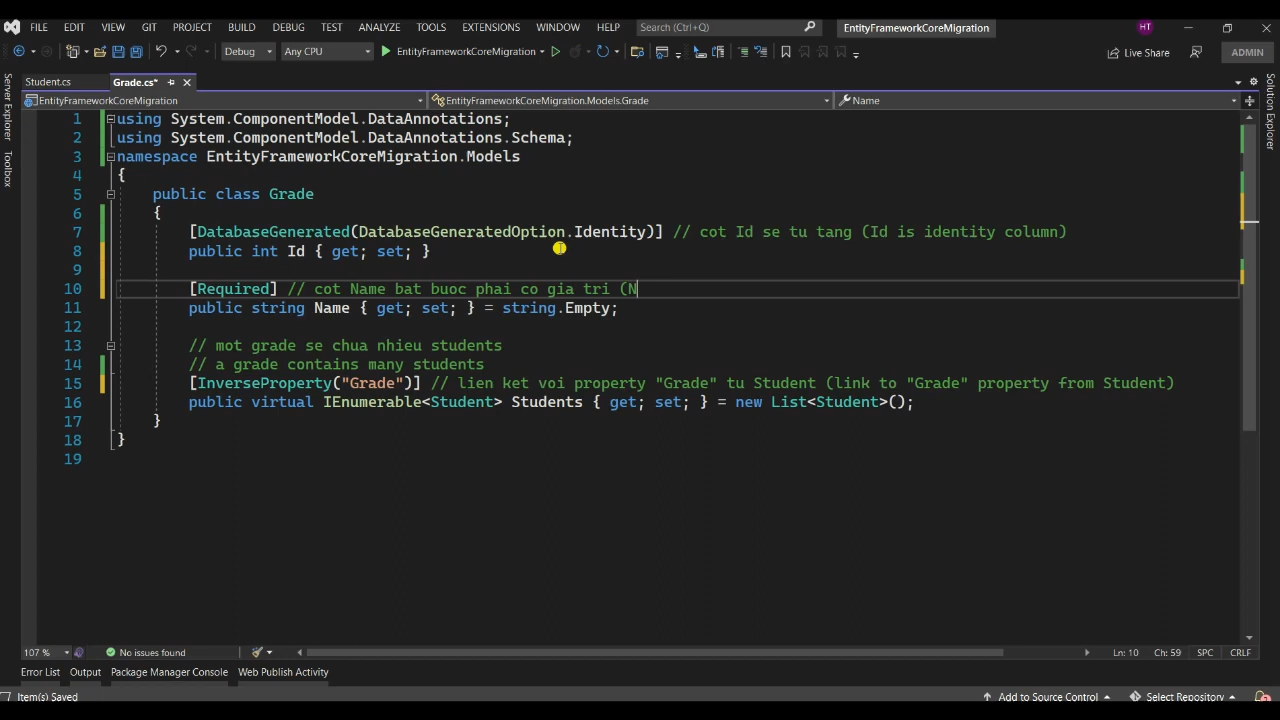 FILE EDIT VIEW GIT PROJECT BUILD DEBUG TEST ANALYZE TOOLS EXTENSIONS WINDOW HELP Search (Ctrl+Q) EntityFrameworkCoreMigration HT
Debug Any CPU EntityFrameworkCoreMigration Live Share ADMIN
Server Explorer
Toolbox
Solution Explorer
Student.cs Grade.cs*
EntityFrameworkCoreMigration EntityFrameworkCoreMigration.Models.Grade Name
1 using System.ComponentModel.DataAnnotations;
2 using System.ComponentModel.DataAnnotations.Schema;
3 namespace EntityFrameworkCoreMigration.Models
4 {
5 public class Grade
6 {
7 [DatabaseGenerated(DatabaseGeneratedOption.Identity)] // cot Id se tu tang (Id is identity column)
8 public int Id { get; set; }
9
10 [Required] // cot Name bat buoc phai co gia tri (N
11 public string Name { get; set; } = string.Empty;
12
13 // mot grade se chua nhieu students
14 // a grade contains many students
15 [InverseProperty("Grade")] // lien ket voi property "Grade" tu Student (link to "Grade" property from Student)
16 public virtual IEnumerable<Student> Students { get; set; } = new List<Student>();
17 }
18 }
19
107 % No issues found Ln: 10 Ch: 59 SPC CRLF
Error List Output Package Manager Console Web Publish Activity
Item(s) Saved Add to Source Control Select Repository